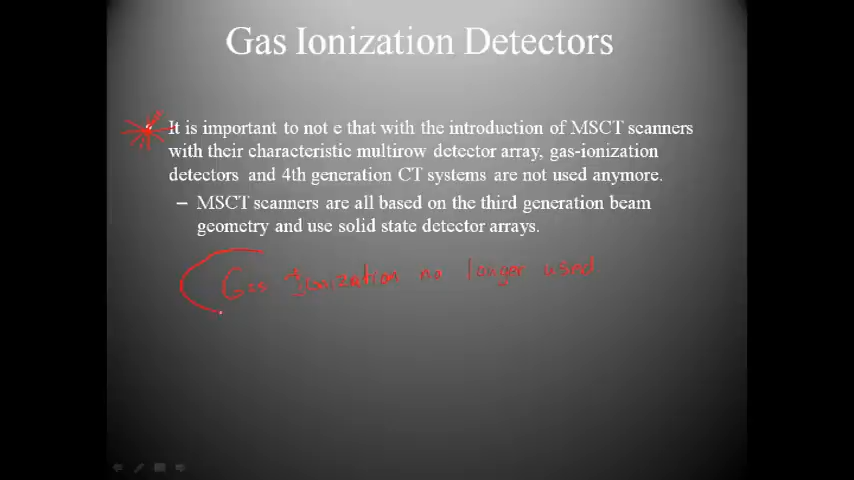 Gas Ionization Detectors
It is important to not e that with the introduction of MSCT scanners
with their characteristic multirow detector array, gas-ionization
detectors and 4th generation CT systems are not used anymore.
– MSCT scanners are all based on the third generation beam
geometry and use solid state detector arrays.
Gas Ionization no longer used